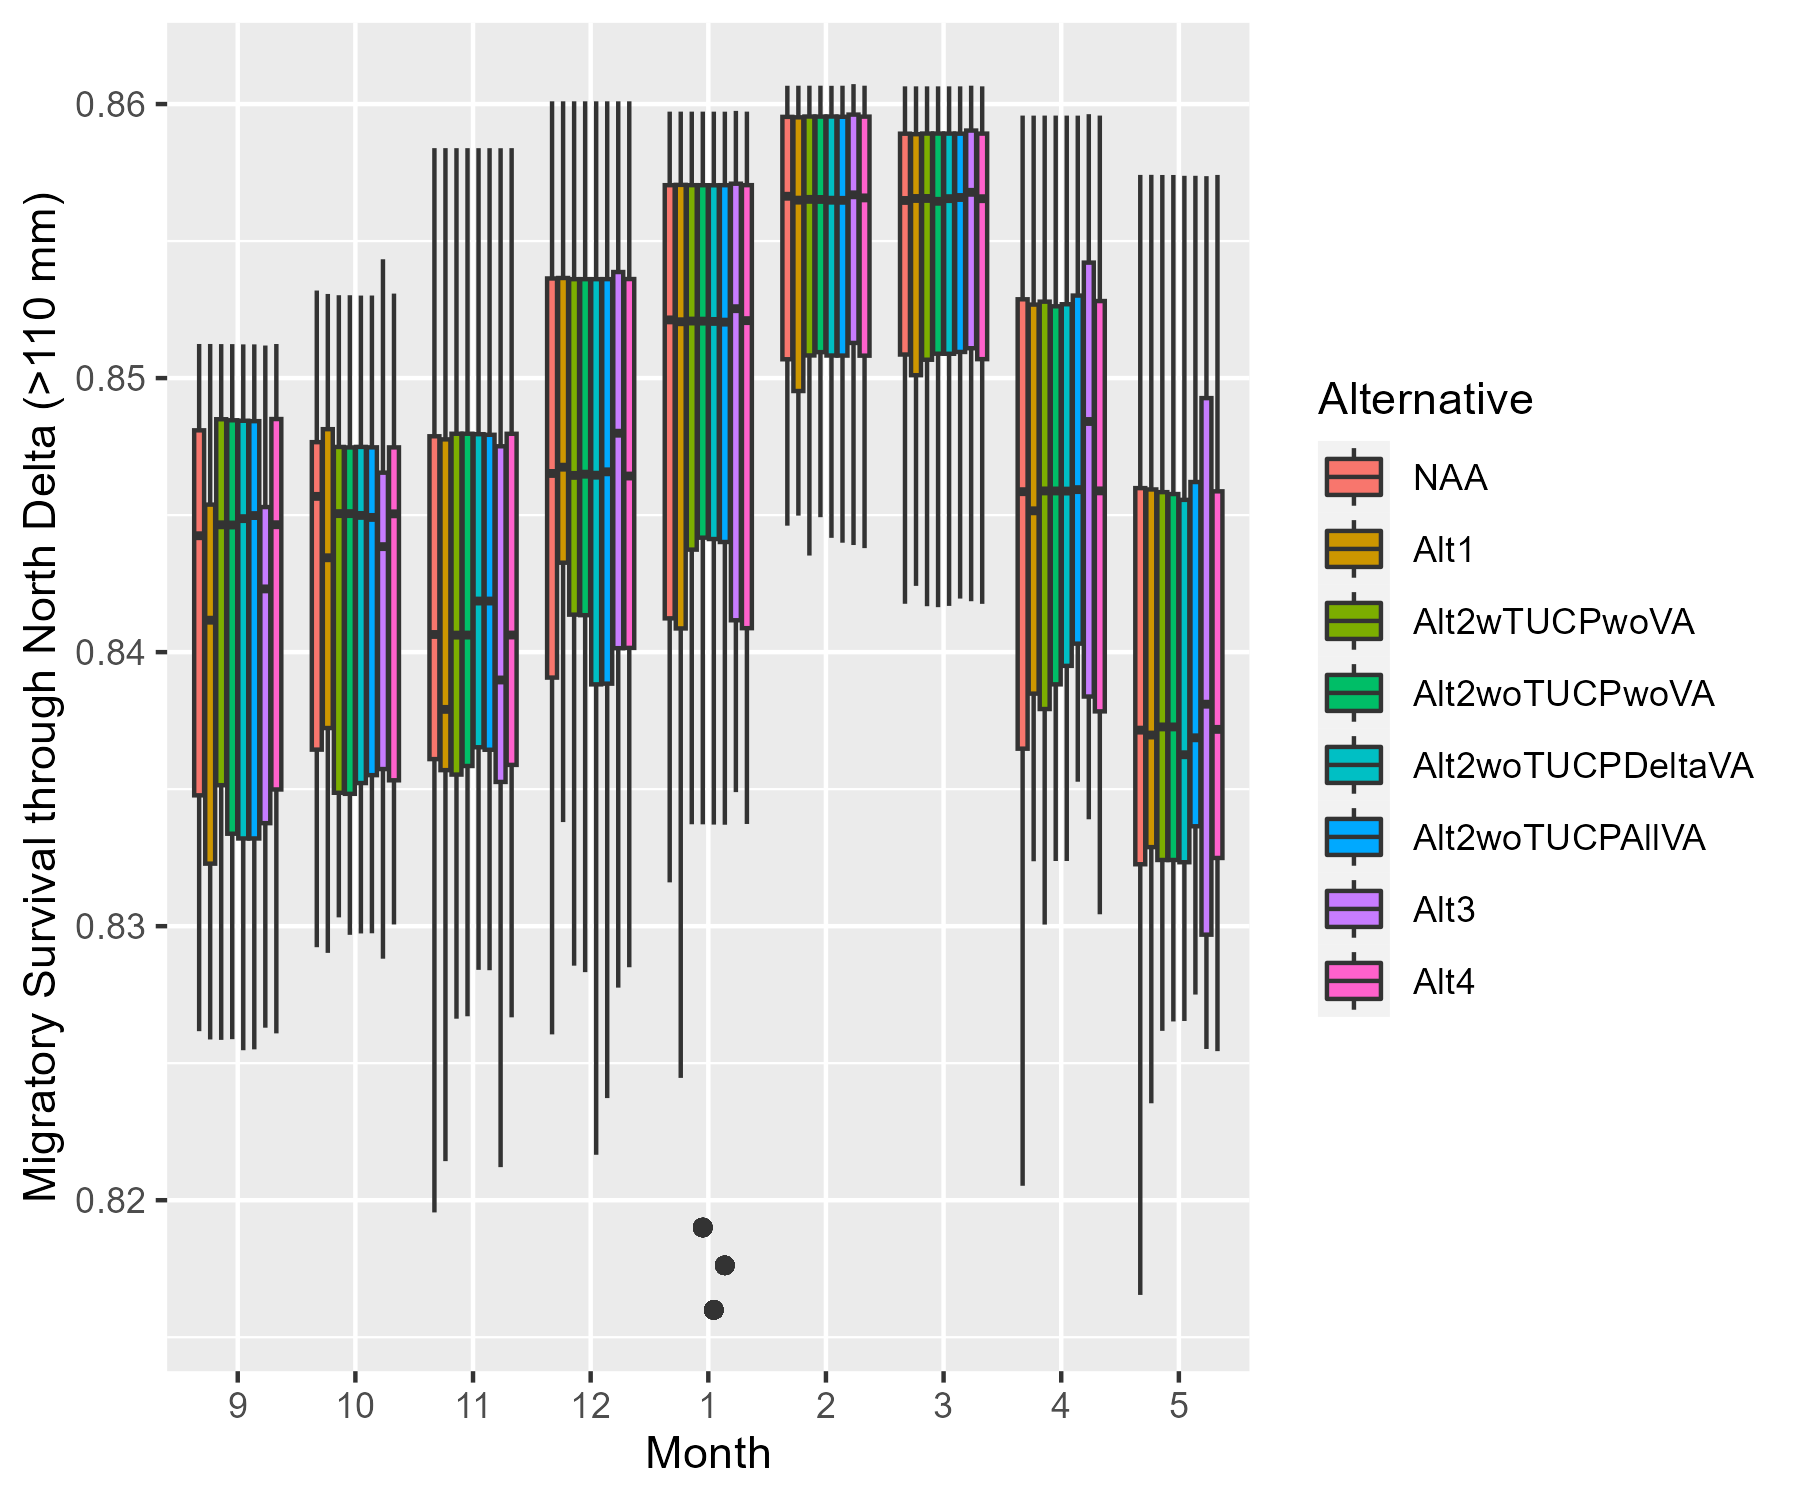 Migratory Survival through North Delta (>110 mm)
0.86
0.85
0.84
0.83
0.82
9 10 11 12 1 2 3 4 5
Month
Alternative
NAA
Alt1
Alt2wTUCPwoVA
Alt2woTUCPwoVA
Alt2woTUCPDeltaVA
Alt2woTUCPAllVA
Alt3
Alt4